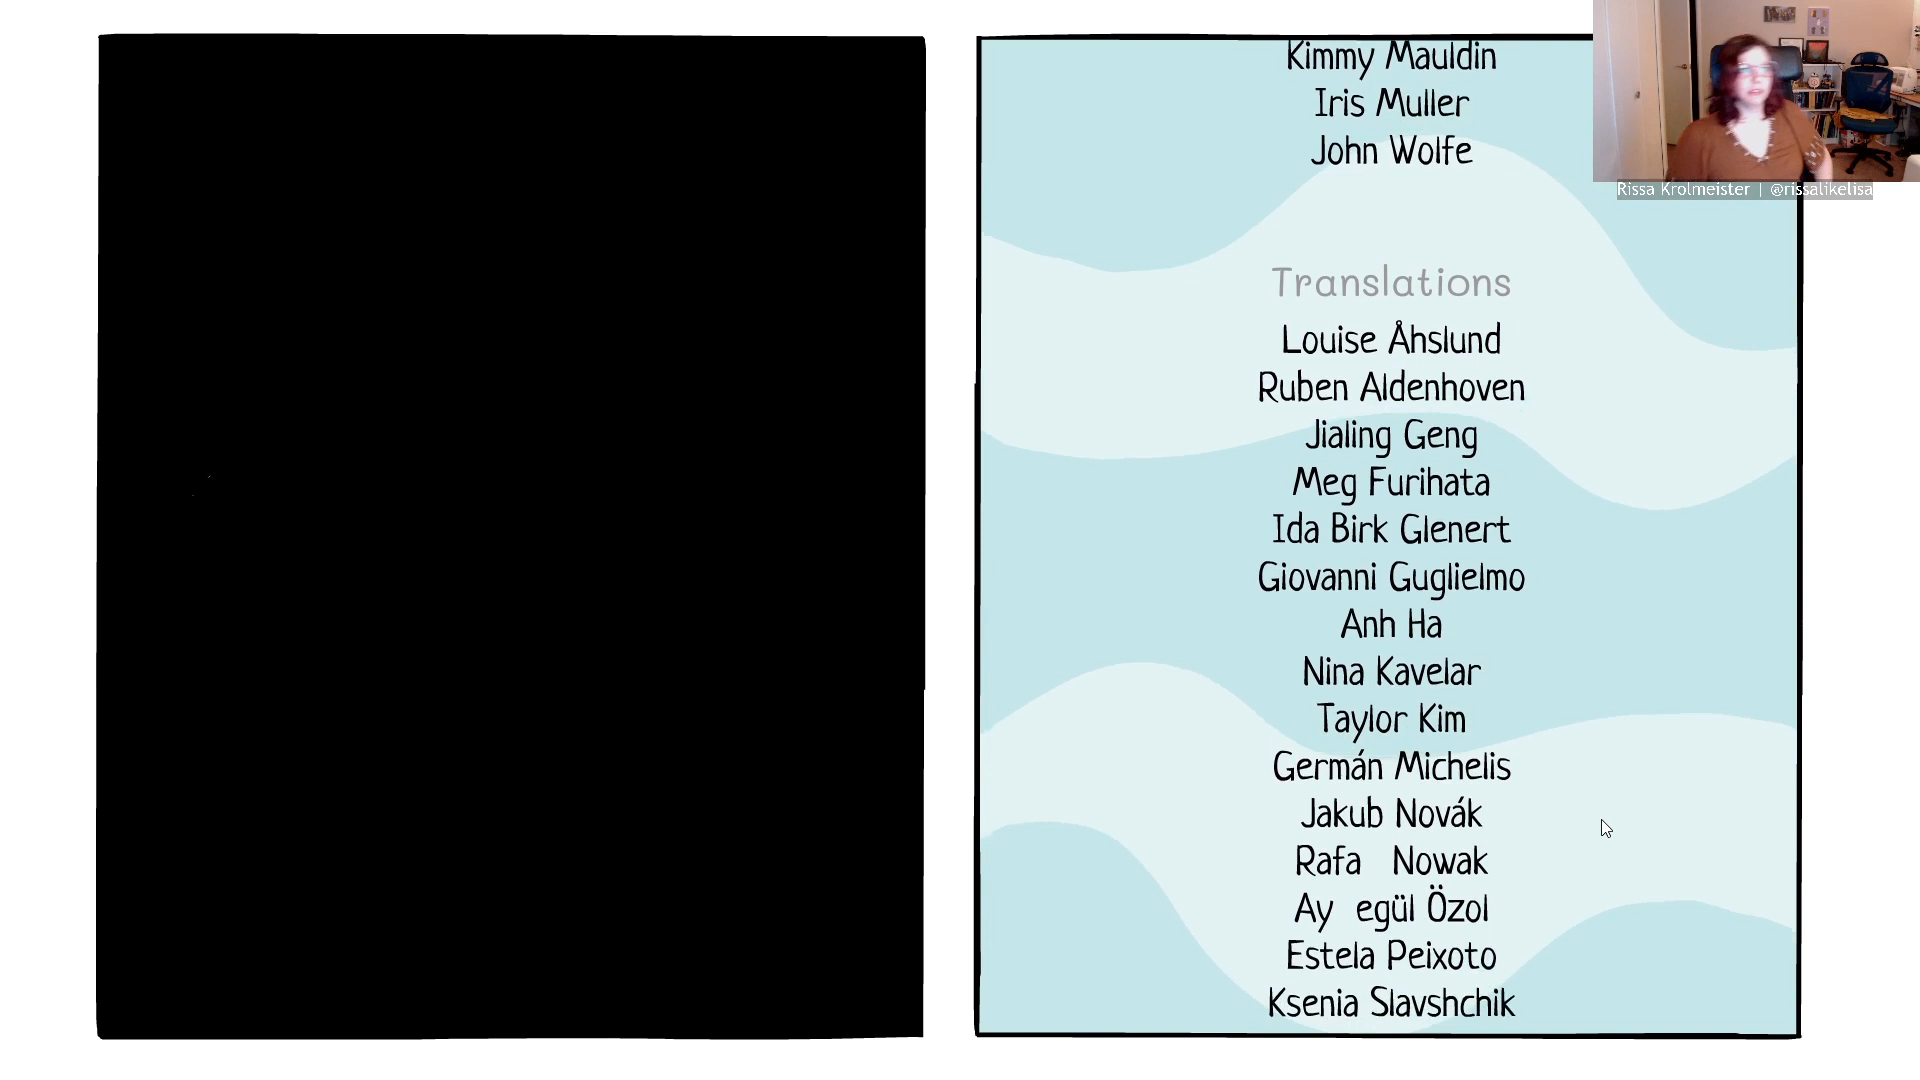 Kimmy Mauldin
Iris Muller
John Wolfe
Rissa Krolmeister | @rissalikelisa
Translations
Louise Åhslund
Ruben Aldenhoven
Jialing Geng
Meg Furihata
Ida Birk Glenert
Giovanni Guglielmo
Anh Ha
Nina Kavelar
Taylor Kim
Germán Michelis
Jakub Novák
Rafa Nowak
Ay egül Özol
Estela Peixoto
Ksenia Slavshchik